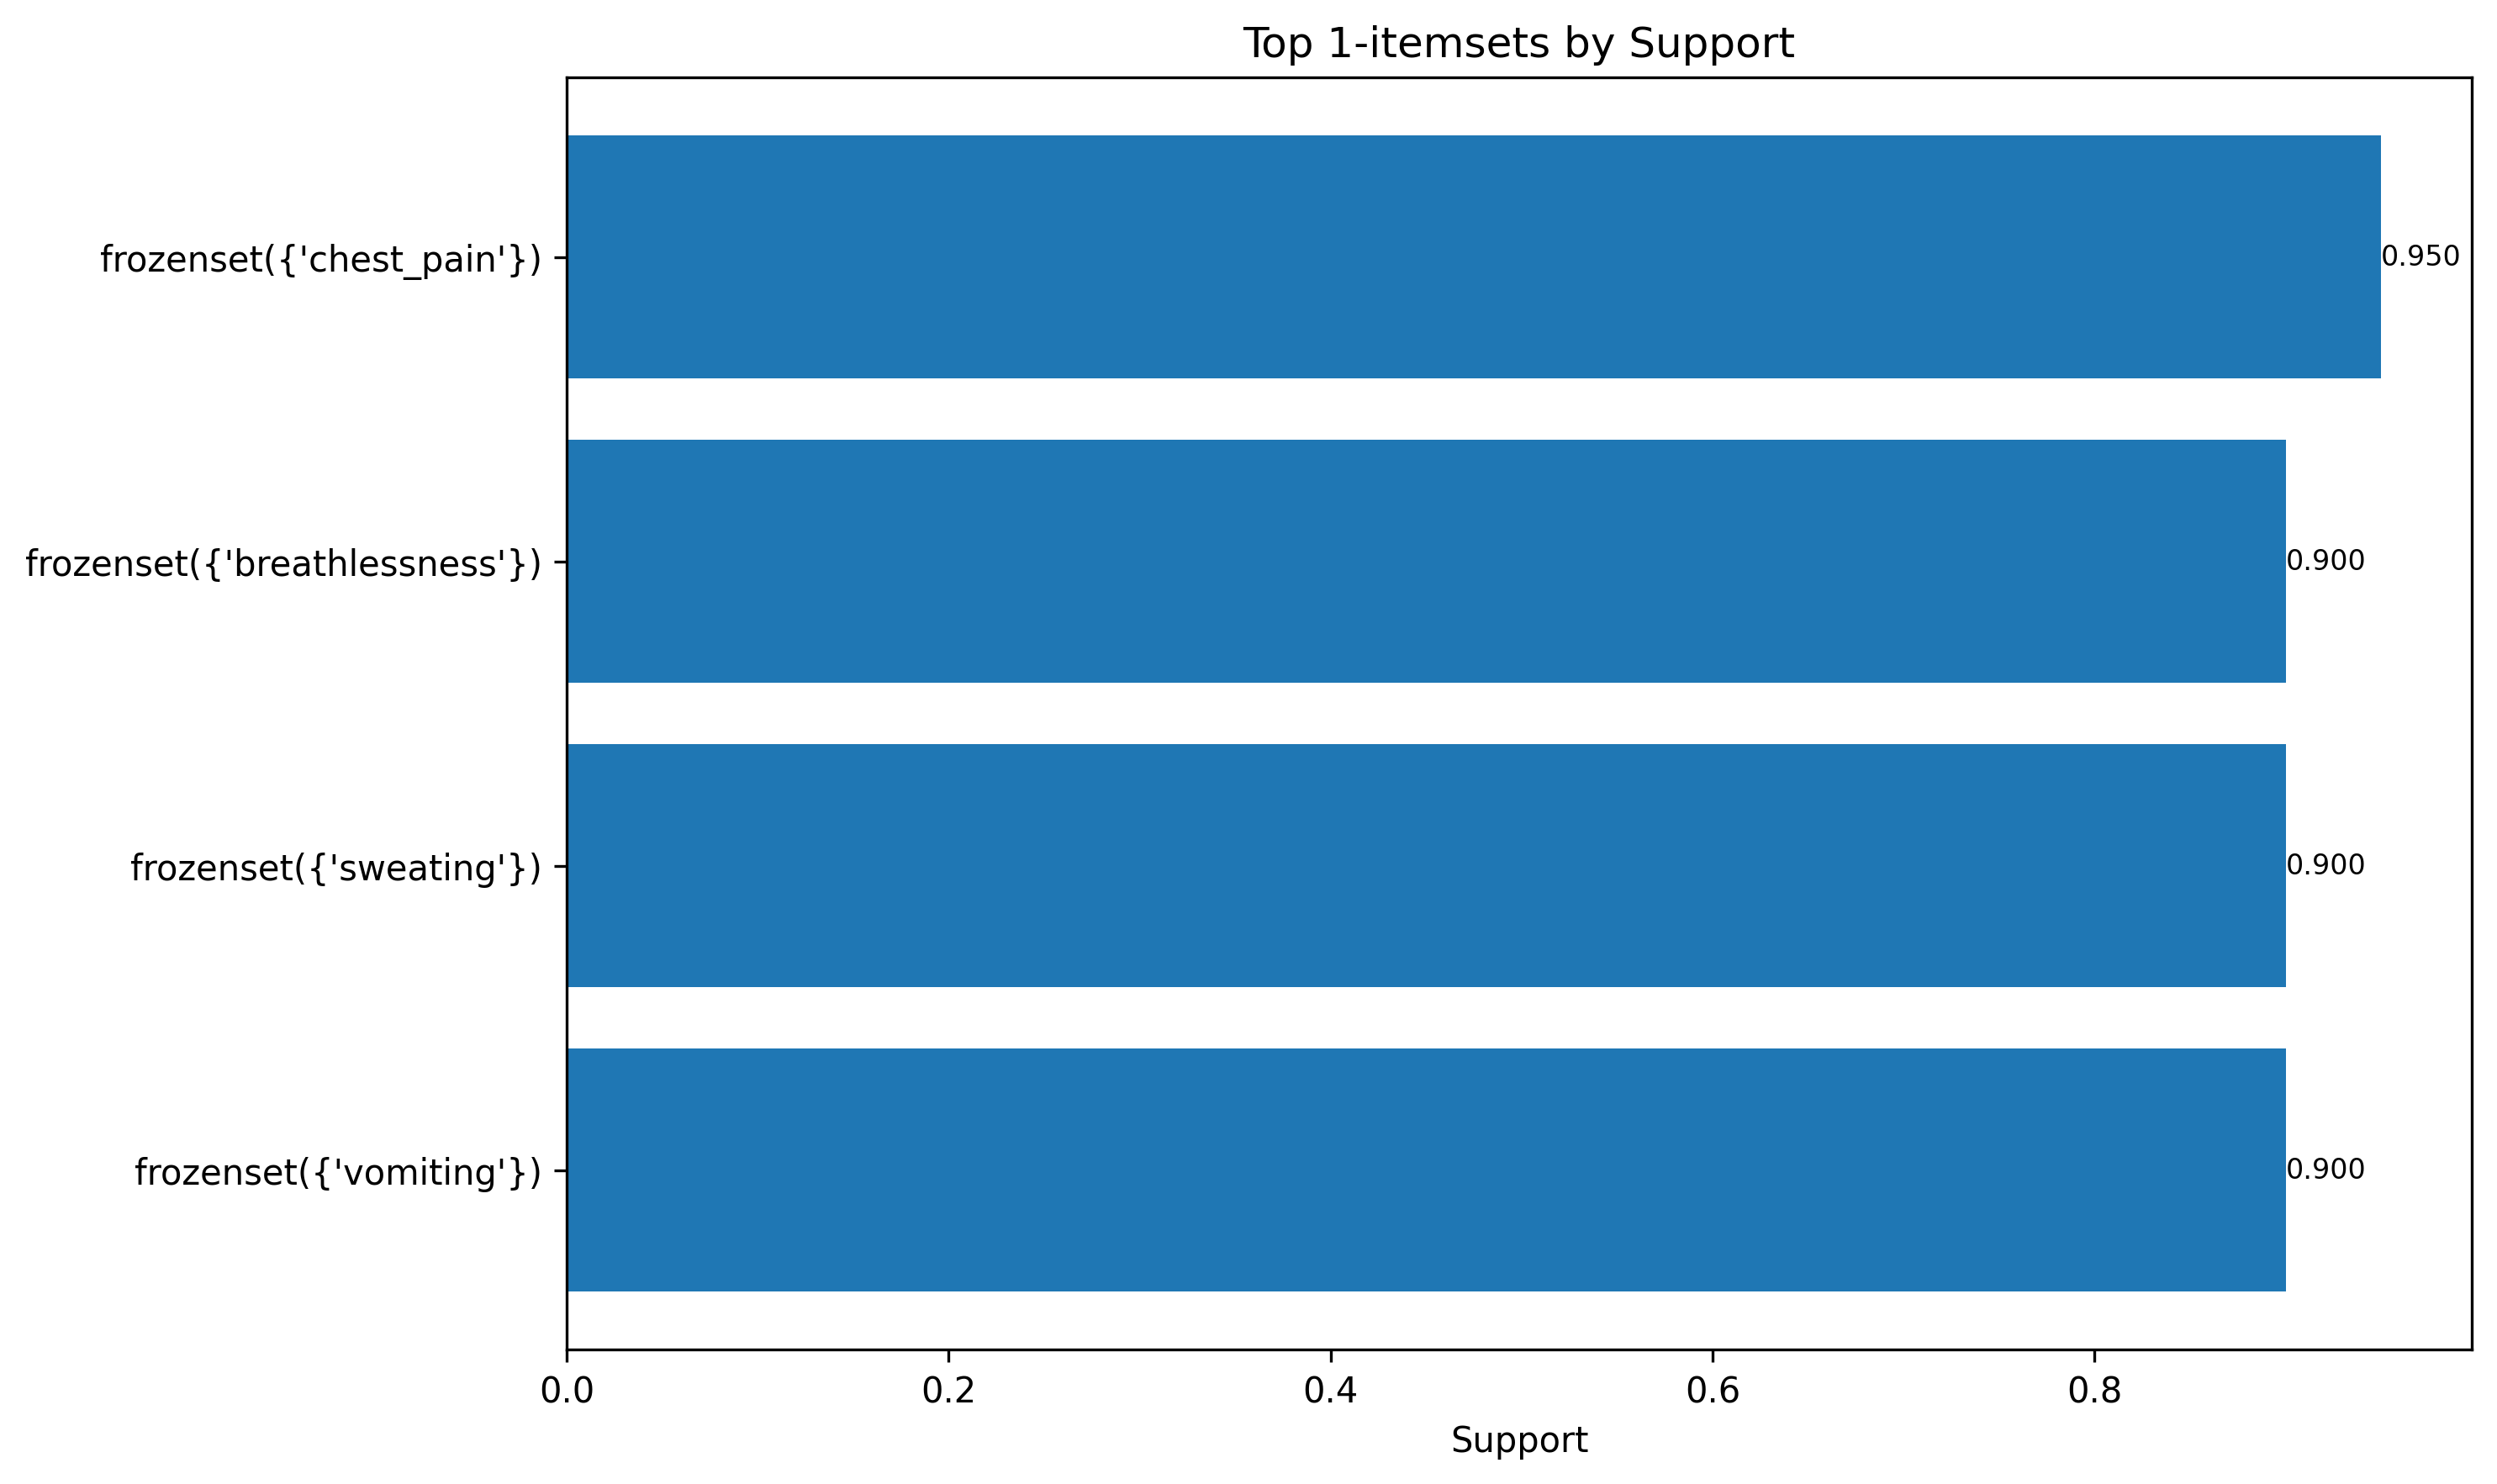 Top 1-itemsets by Support
frozenset({'chest_pain'})
0.950
frozenset({'breathlessness'})
0.900
frozenset({'sweating'})
0.900
frozenset({'vomiting'})
0.900
0.0 0.2 0.4 0.6 0.8
Support